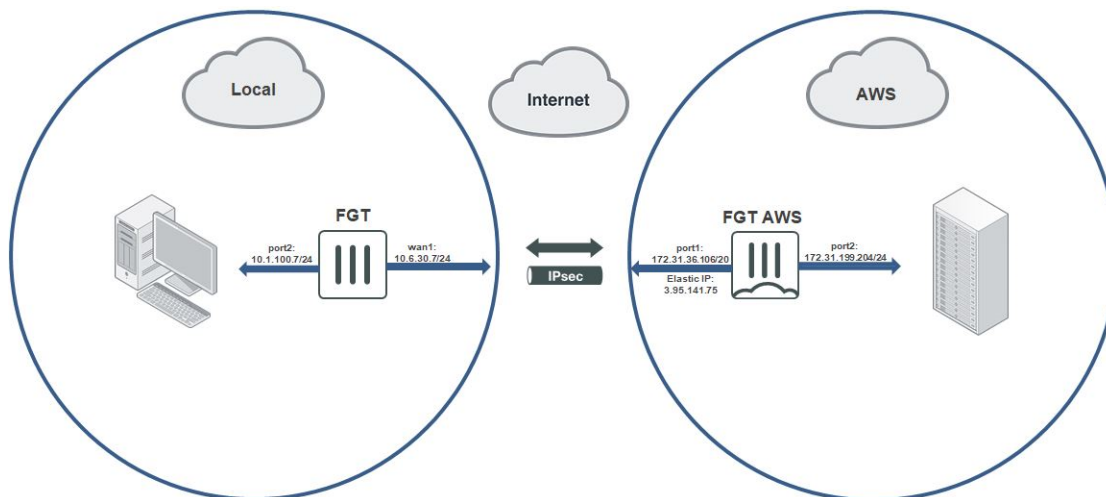 Local
Internet
AWS
FGT
port2:
10.1.100.7/24
wan1:
10.6.30.7/24
IPsec
FGT AWS
port1:
172.31.36.106/20
Elastic IP:
3.95.141.75
port2:
172.31.199.204/24